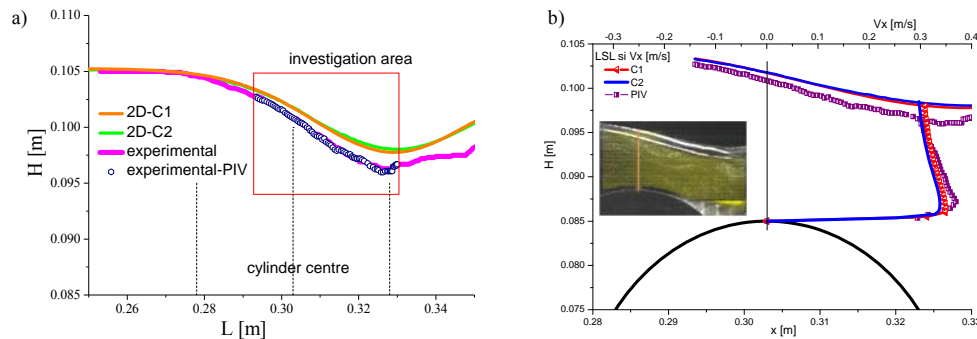 a)
0.105
0.100
0.095
0.090
0.085
H [m]
0.26
0.28
0.30
0.32
0.34
L [m]
investigation area
2D-C1
2D-C2
experimental
experimental-PIV
cylinder centre
b)
Vx [m/s]
-0.2
-0.1
0.0
0.1
0.2
0.3
0.4
LSL si Vx [m/s]
C1
C2
PIV
0.105
0.100
0.095
0.090
0.085
0.080
0.075
H [m]
0.28
0.29
0.30
0.31
0.32
0.33
x [m]